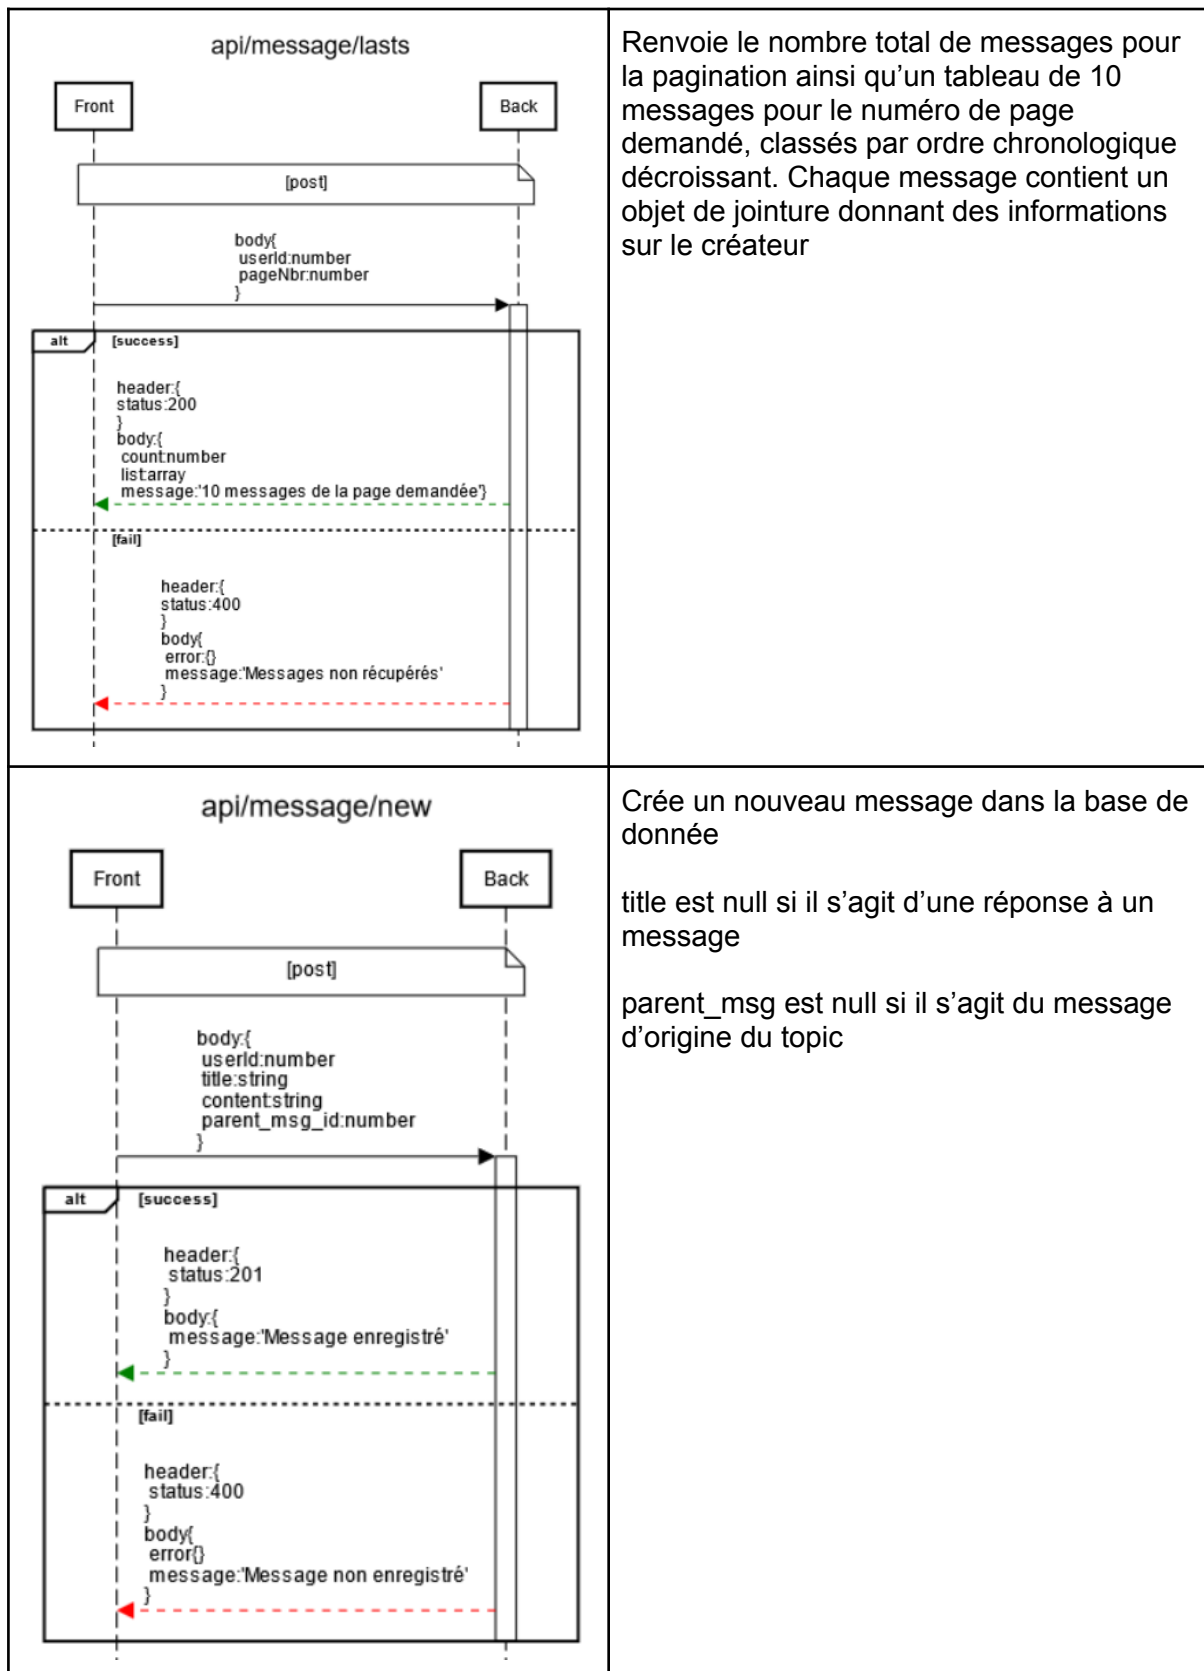 api/message/lasts
Front
Back
[post]
body{
userId:number
pageNbr:number
}
alt
[success]
header:{
status:200
}
body:{
count:number
list:array
message:'10 messages de la page demandée'}
[fail]
header:{
status:400
}
body{
error:{}
message:'Messages non récupérés'
}
Renvoie le nombre total de messages pour
la pagination ainsi qu’un tableau de 10
messages pour le numéro de page
demandé, classés par ordre chronologique
décroissant. Chaque message contient un
objet de jointure donnant des informations
sur le créateur
api/message/new
Front
Back
[post]
body:{
userId:number
title:string
content:string
parent_msg_id:number
}
alt
[success]
header:{
status:201
}
body:{
message:'Message enregistré'
}
[fail]
header:{
status:400
}
body{
error{}
message:'Message non enregistré'
}
Crée un nouveau message dans la base de
donnée
title est null si il s’agit d’une réponse à un
message
parent_msg est null si il s’agit du message
d’origine du topic